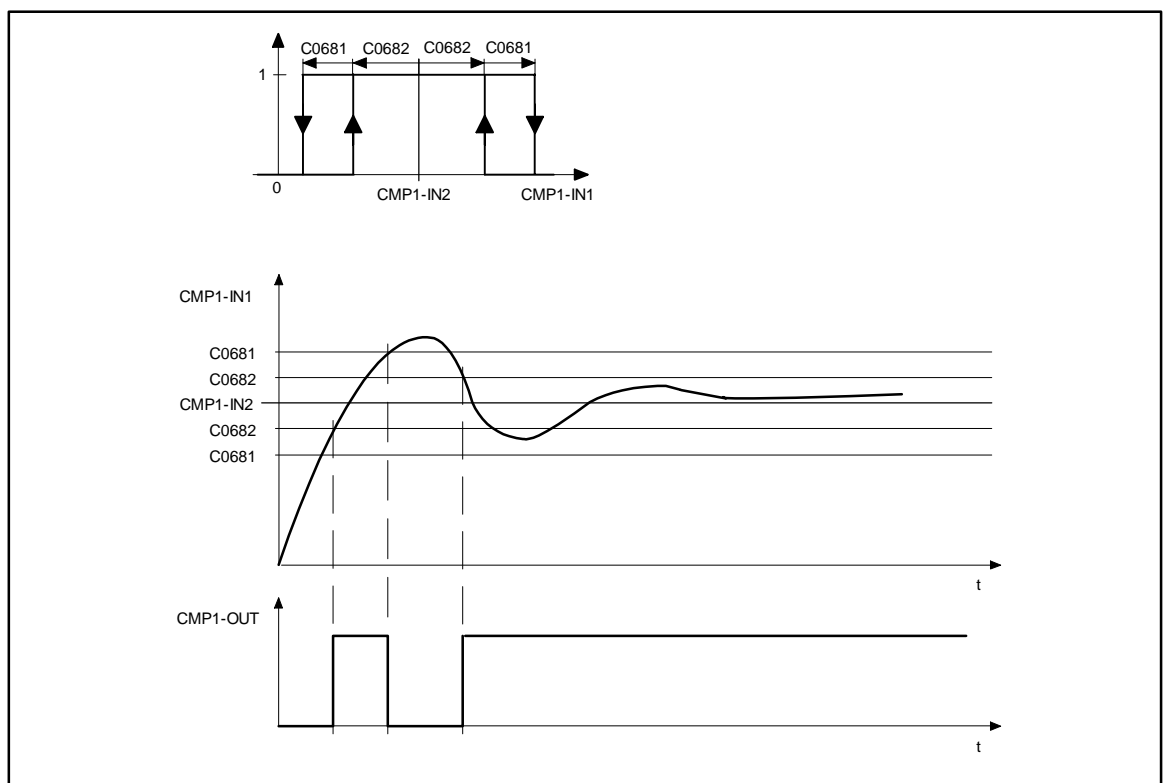 C0681 C0682 C0682 C0681
1
0
CMP1-IN2 CMP1-IN1
CMP1-IN1
C0681
C0682
CMP1-IN2
C0682
C0681
t
CMP1-OUT
t